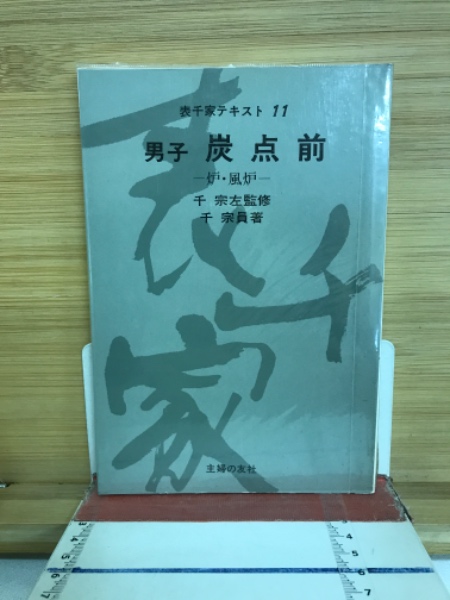 表千家テキスト 11
男子 炭点前
―炉・風炉―
千 宗左監修
千 宗員著
表千家
主婦の友社